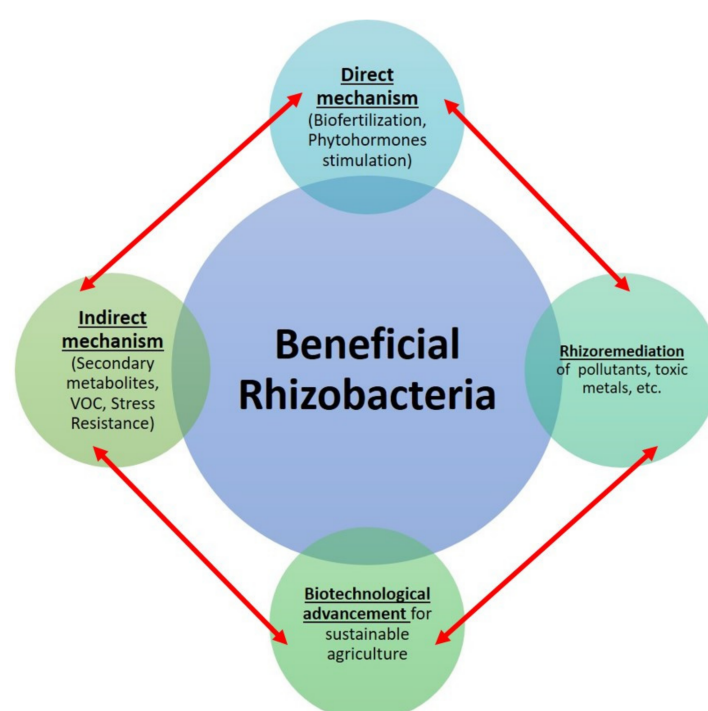 Direct
mechanism
(Biofertilization,
Phytohormones
stimulation)
Indirect
mechanism
(Secondary
metabolites,
VOC, Stress
Resistance)
Beneficial
Rhizobacteria
Rhizoremediation
of pollutants, toxic
metals, etc.
Biotechnological
advancement for
sustainable
agriculture